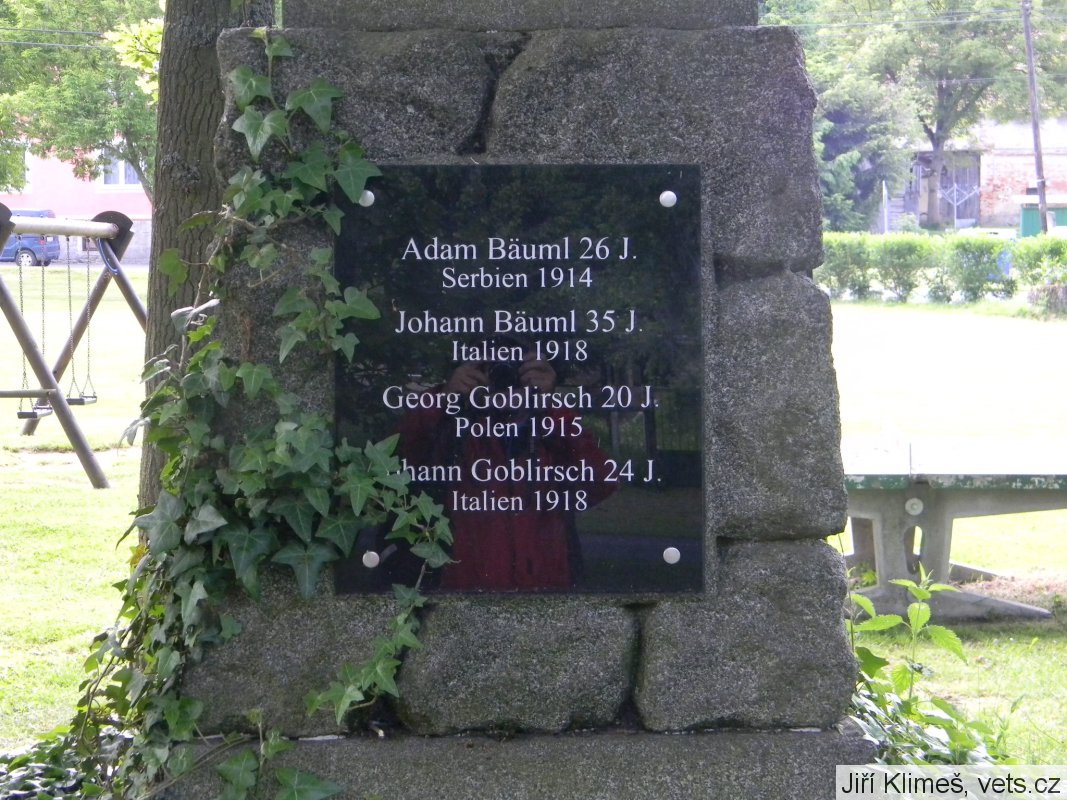 Adam Bäuml 26 J.
Serbien 1914
Johann Bäuml 35 J.
Italien 1918
Georg Goblirsch 20 J.
Polen 1915
hann Goblirsch 24 J.
Italien 1918
Jiří Klimeš, vets.cz